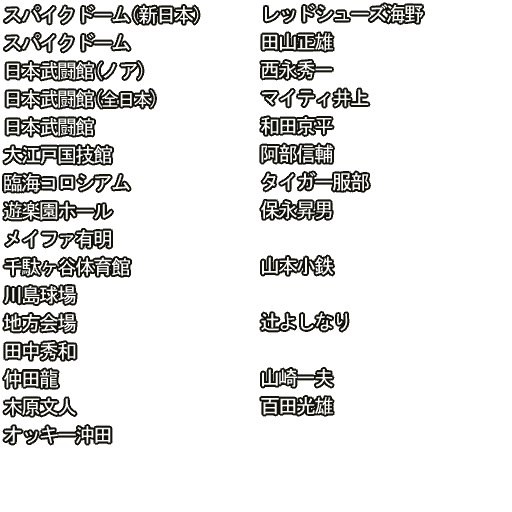 スパイクドーム(新日本) レッドシューズ海野
スパイクドーム 田山正雄
日本武闘館(ノア) 西永秀一
日本武闘館(全日本) マイティ井上
日本武闘館 和田京平
大江戸国技館 阿部信輔
臨海コロシアム タイガー服部
遊楽園ホール 保永昇男
メイファ有明
千駄ヶ谷体育館 山本小鉄
川島球場
地方会場 辻よしなり
田中秀和
仲田龍 山崎一夫
木原文人 百田光雄
オッキー沖田